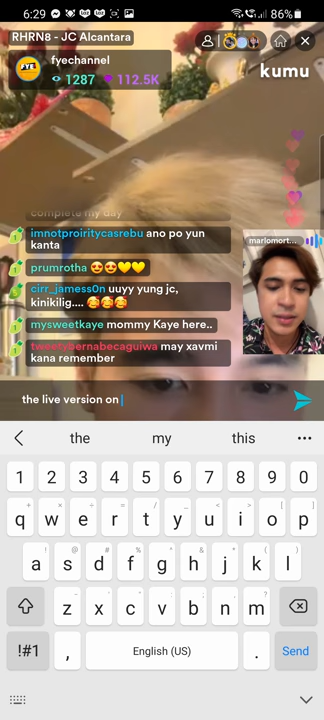 6:29
86%
RHRN8 - JC Alcantara
fyechannel
FYE
1287 112.5K
kumu
complete my day
imnotproiritycasrebu ano po yun
kanta
marlomort...
prumrotha 😍😍💛💛
cirr_jamess0n uuyy yung jc,
kinikilig.... 🥰🥰🥰
mysweetkaye mommy Kaye here..
tweetybernabecaguiwa may xavmi
kana remember
the live version on
the my this
1 2 3 4 5 6 7 8 9 0
q w e r t y u i o p
a s d f g h j k l
z x c v b n m
!#1 , English (US) . Send